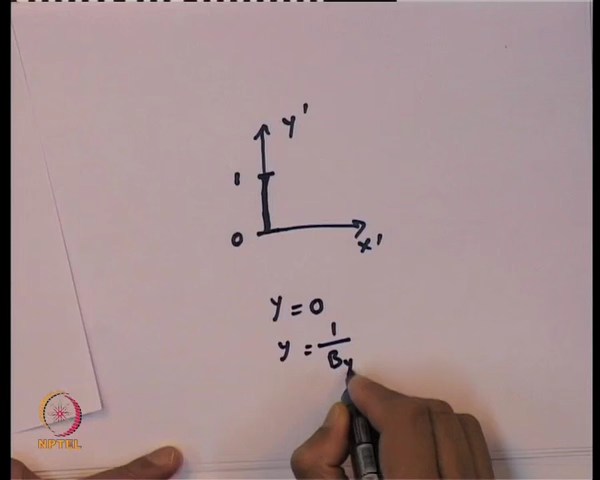 y'
1
0
x'
y = 0
y = 1/By
NPTEL